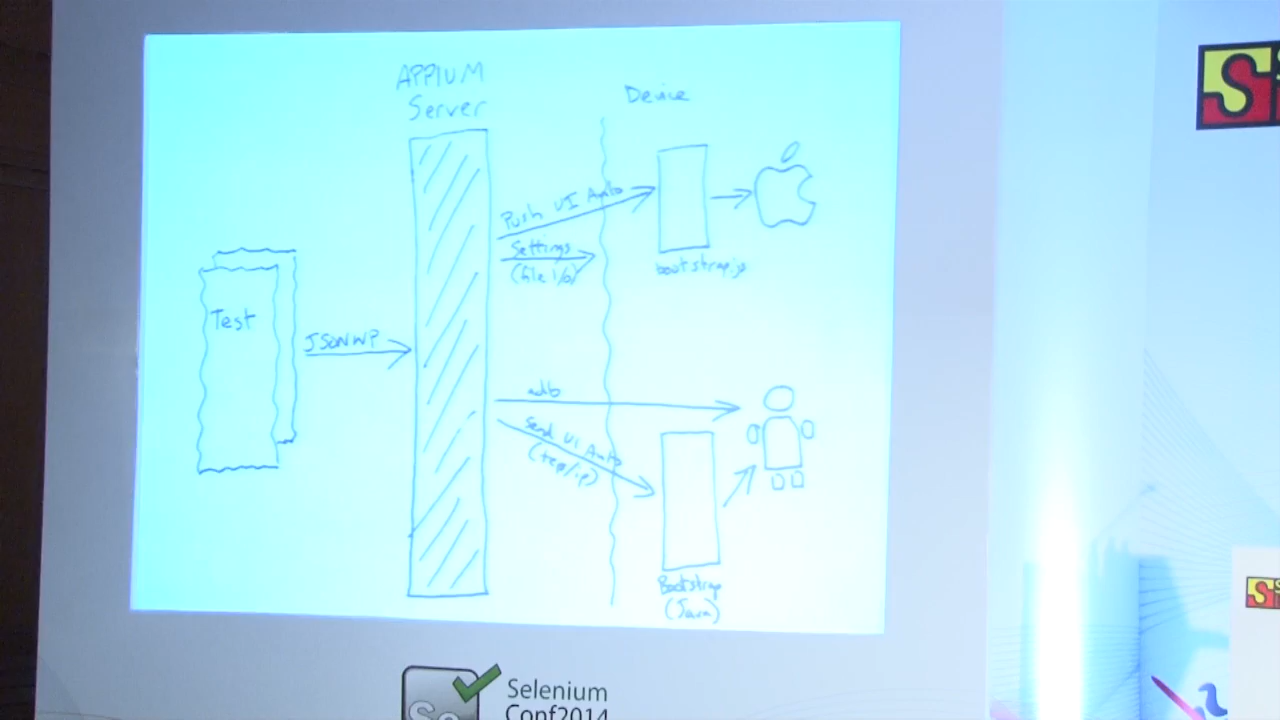 APPIUM
Server
Device
Push UI Auto
Settings
(file i/o)
bootstrap.js
Test
JSONWP
adb
Send UI Auto
(tcp/ip)
Bootstrap
(Java)
Se
Selenium
Conf2014